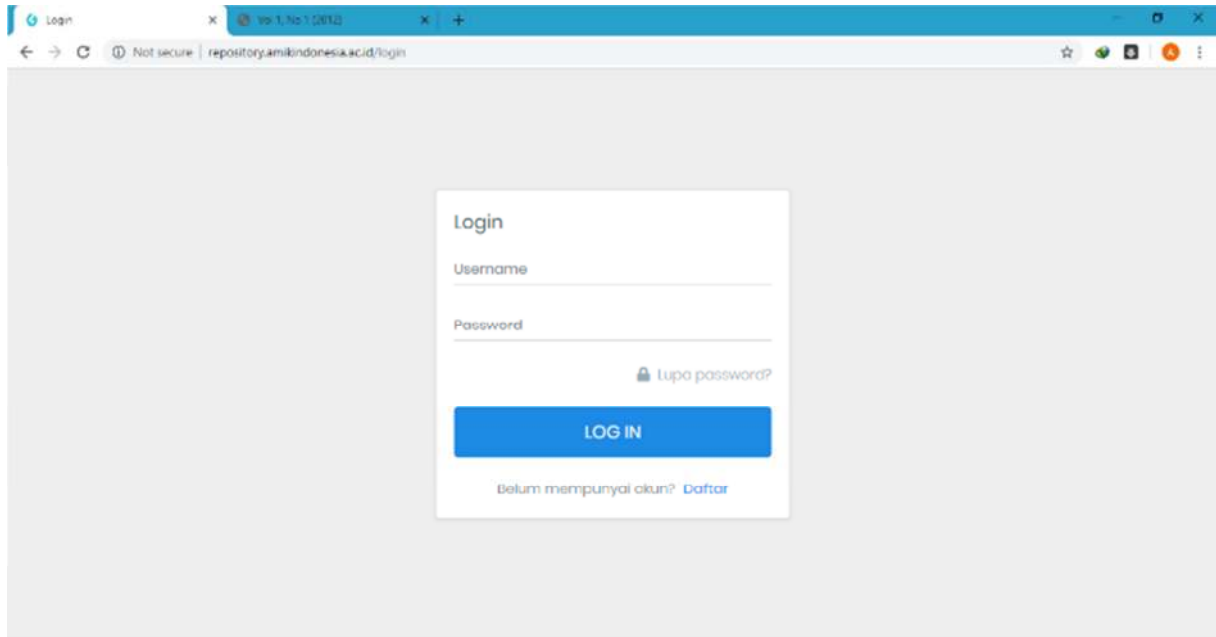 Login
Vol 1, No 1 (2012)
Not secure | repository.amikindonesia.ac.id/login
Login
Username
Password
Lupa password?
LOG IN
Belum mempunyai akun? Daftar